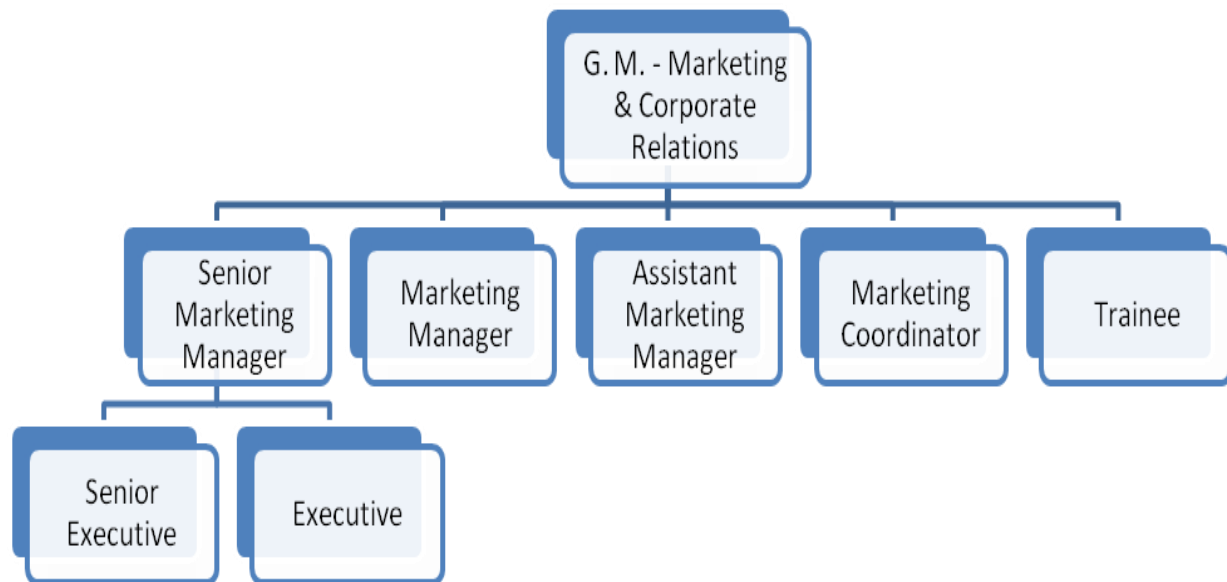 G. M. - Marketing
& Corporate
Relations
Senior
Marketing
Manager
Marketing
Manager
Assistant
Marketing
Manager
Marketing
Coordinator
Trainee
Senior
Executive
Executive